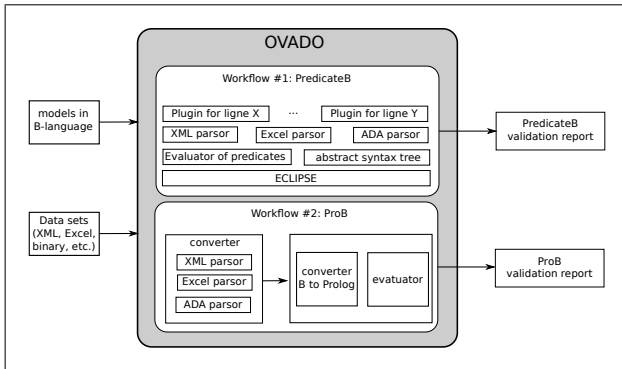 OVADO
Workflow #1: PredicateB
models in
B-language
Plugin for ligne X
...
Plugin for ligne Y
XML parsor
Excel parsor
ADA parsor
Evaluator of predicates
abstract syntax tree
ECLIPSE
PredicateB
validation report
Data sets
(XML, Excel,
binary, etc.)
Workflow #2: ProB
converter
XML parsor
Excel parsor
ADA parsor
converter
B to Prolog
evatuator
ProB
validation report